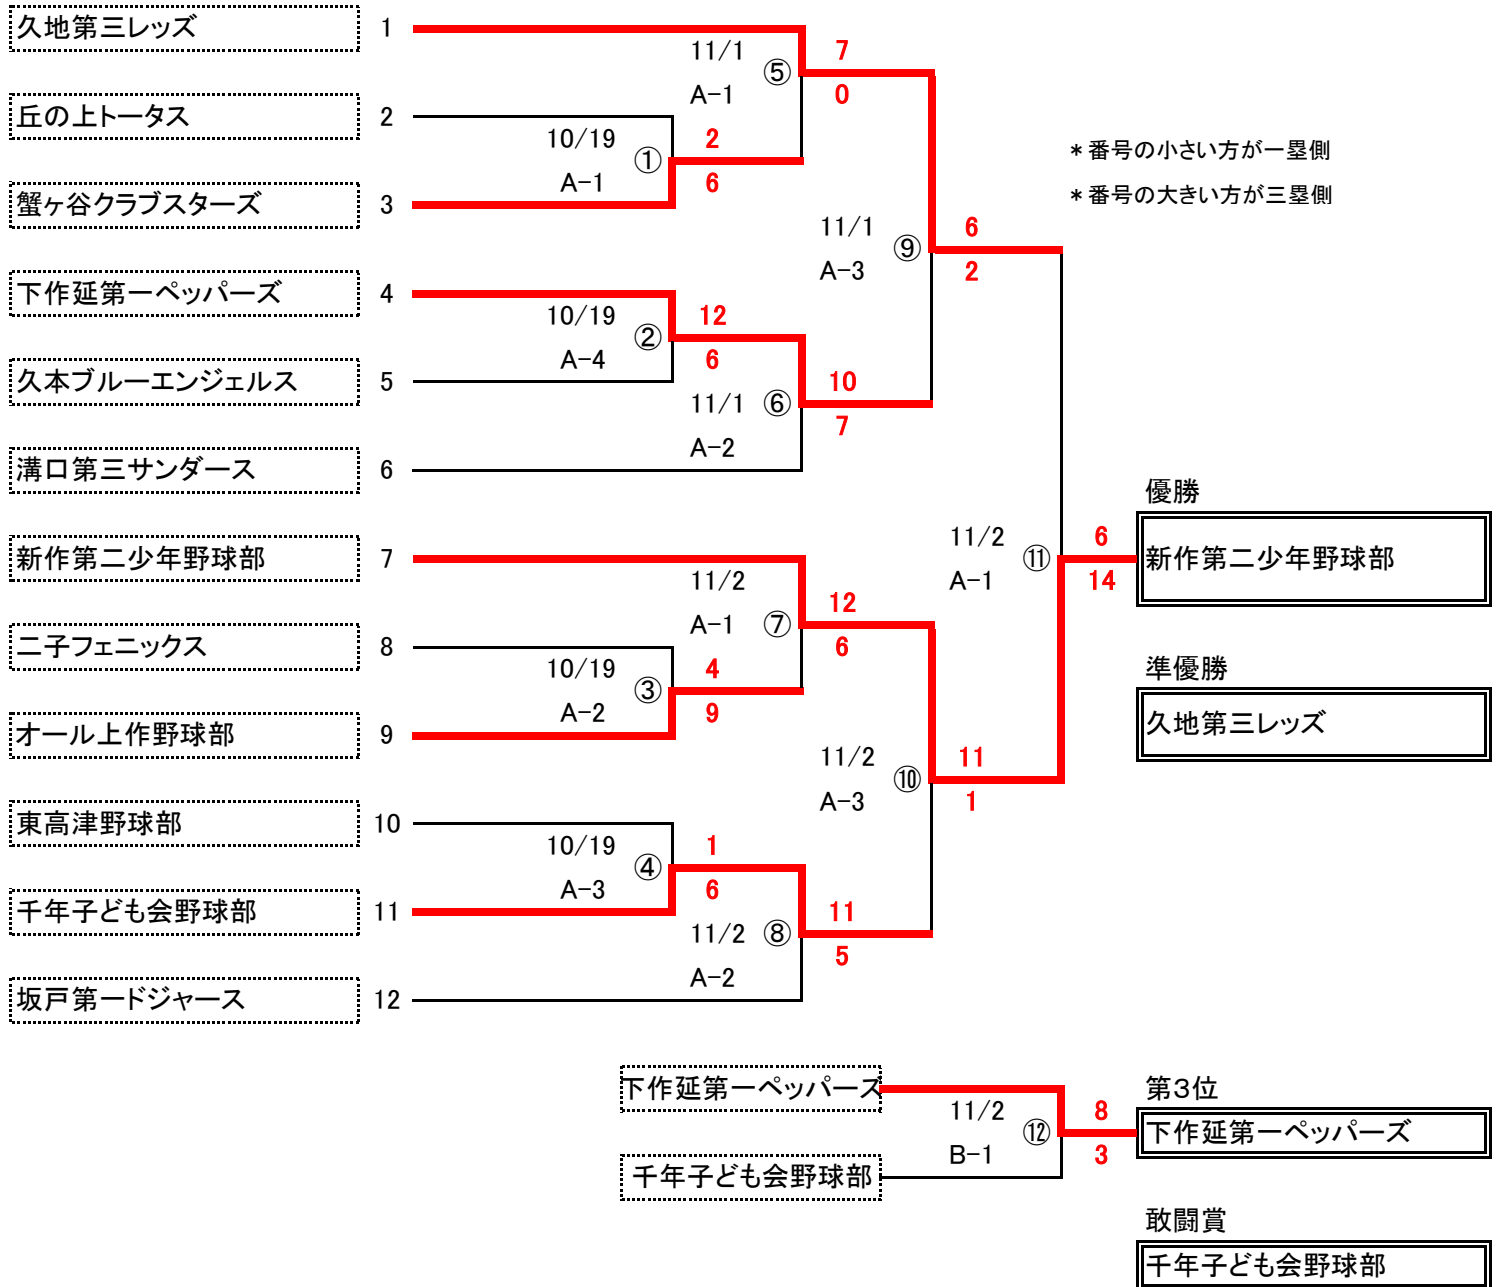 久地第三レッズ 1
11/1 ⑤ 7
A-1 0
丘の上トータス 2
10/19 ① 2
A-1 6
蟹ヶ谷クラブスターズ 3
*番号の小さい方が一塁側
*番号の大きい方が三塁側
11/1 ⑨ 6
A-3 2
下作延第一ペッパーズ 4
10/19 ② 12
A-4 6
久本ブルーエンジェルス 5
11/1 ⑥ 10
A-2 7
溝口第三サンダース 6
優勝
11/2 ⑪ 6
A-1 14
新作第二少年野球部
新作第二少年野球部 7
11/2 ⑦ 12
A-1 6
二子フェニックス 8
10/19 ③ 4
A-2 9
準優勝
久地第三レッズ
オール上作野球部 9
11/2 ⑩ 11
A-3 1
東高津野球部 10
10/19 ④ 1
A-3 6
千年子ども会野球部 11
11/2 ⑧ 11
A-2 5
坂戸第一ドジャース 12
下作延第一ペッパーズ
第3位
11/2 ⑫ 8
B-1 3
下作延第一ペッパーズ
千年子ども会野球部
敢闘賞
千年子ども会野球部